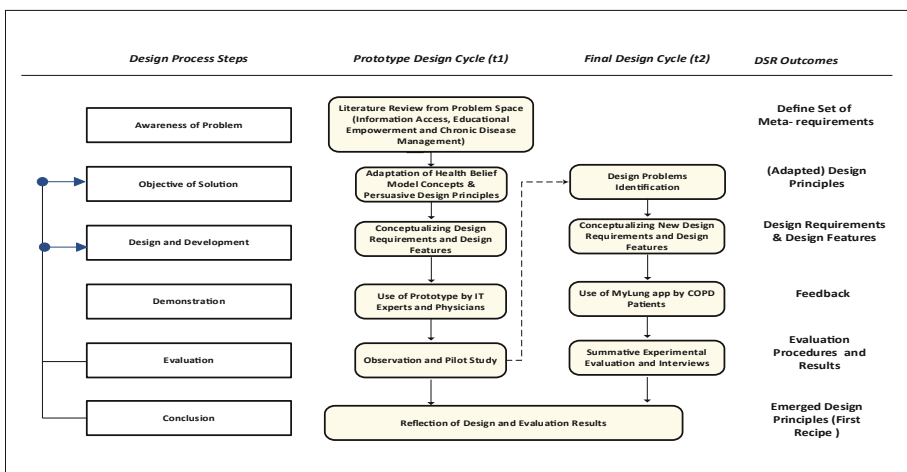 Design Process Steps
Prototype Design Cycle (t1)
Final Design Cycle (t2)
DSR Outcomes
Awareness of Problem
Literature Review from Problem Space
(Information Access, Educational
Empowerment and Chronic Disease
Management)
Define Set of
Meta- requirements
Objective of Solution
Adaptation of Health Belief
Model Concepts &
Persuasive Design Principles
Design Problems
Identification
(Adapted) Design
Principles
Design and Development
Conceptualizing Design
Requirements and Design
Features
Conceptualizing New Design
Requirements and Design
Features
Design Requirements
& Design Features
Demonstration
Use of Prototype by IT
Experts and Physicians
Use of MyLung app by COPD
Patients
Feedback
Evaluation
Observation and Pilot Study
Summative Experimental
Evaluation and Interviews
Evaluation
Procedures and
Results
Conclusion
Reflection of Design and Evaluation Results
Emerged Design
Principles (First
Recipe )